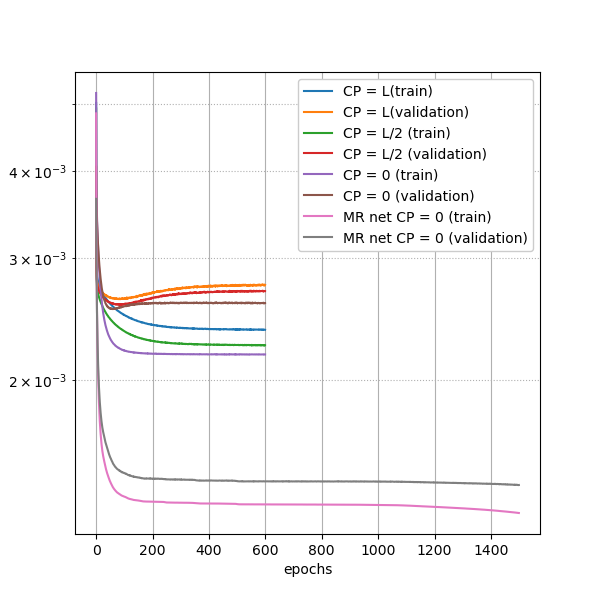 CP = L(train)
CP = L(validation)
CP = L/2 (train)
CP = L/2 (validation)
CP = 0 (train)
CP = 0 (validation)
MR net CP = 0 (train)
MR net CP = 0 (validation)
4 × 10⁻³
3 × 10⁻³
2 × 10⁻³
0 200 400 600 800 1000 1200 1400
epochs